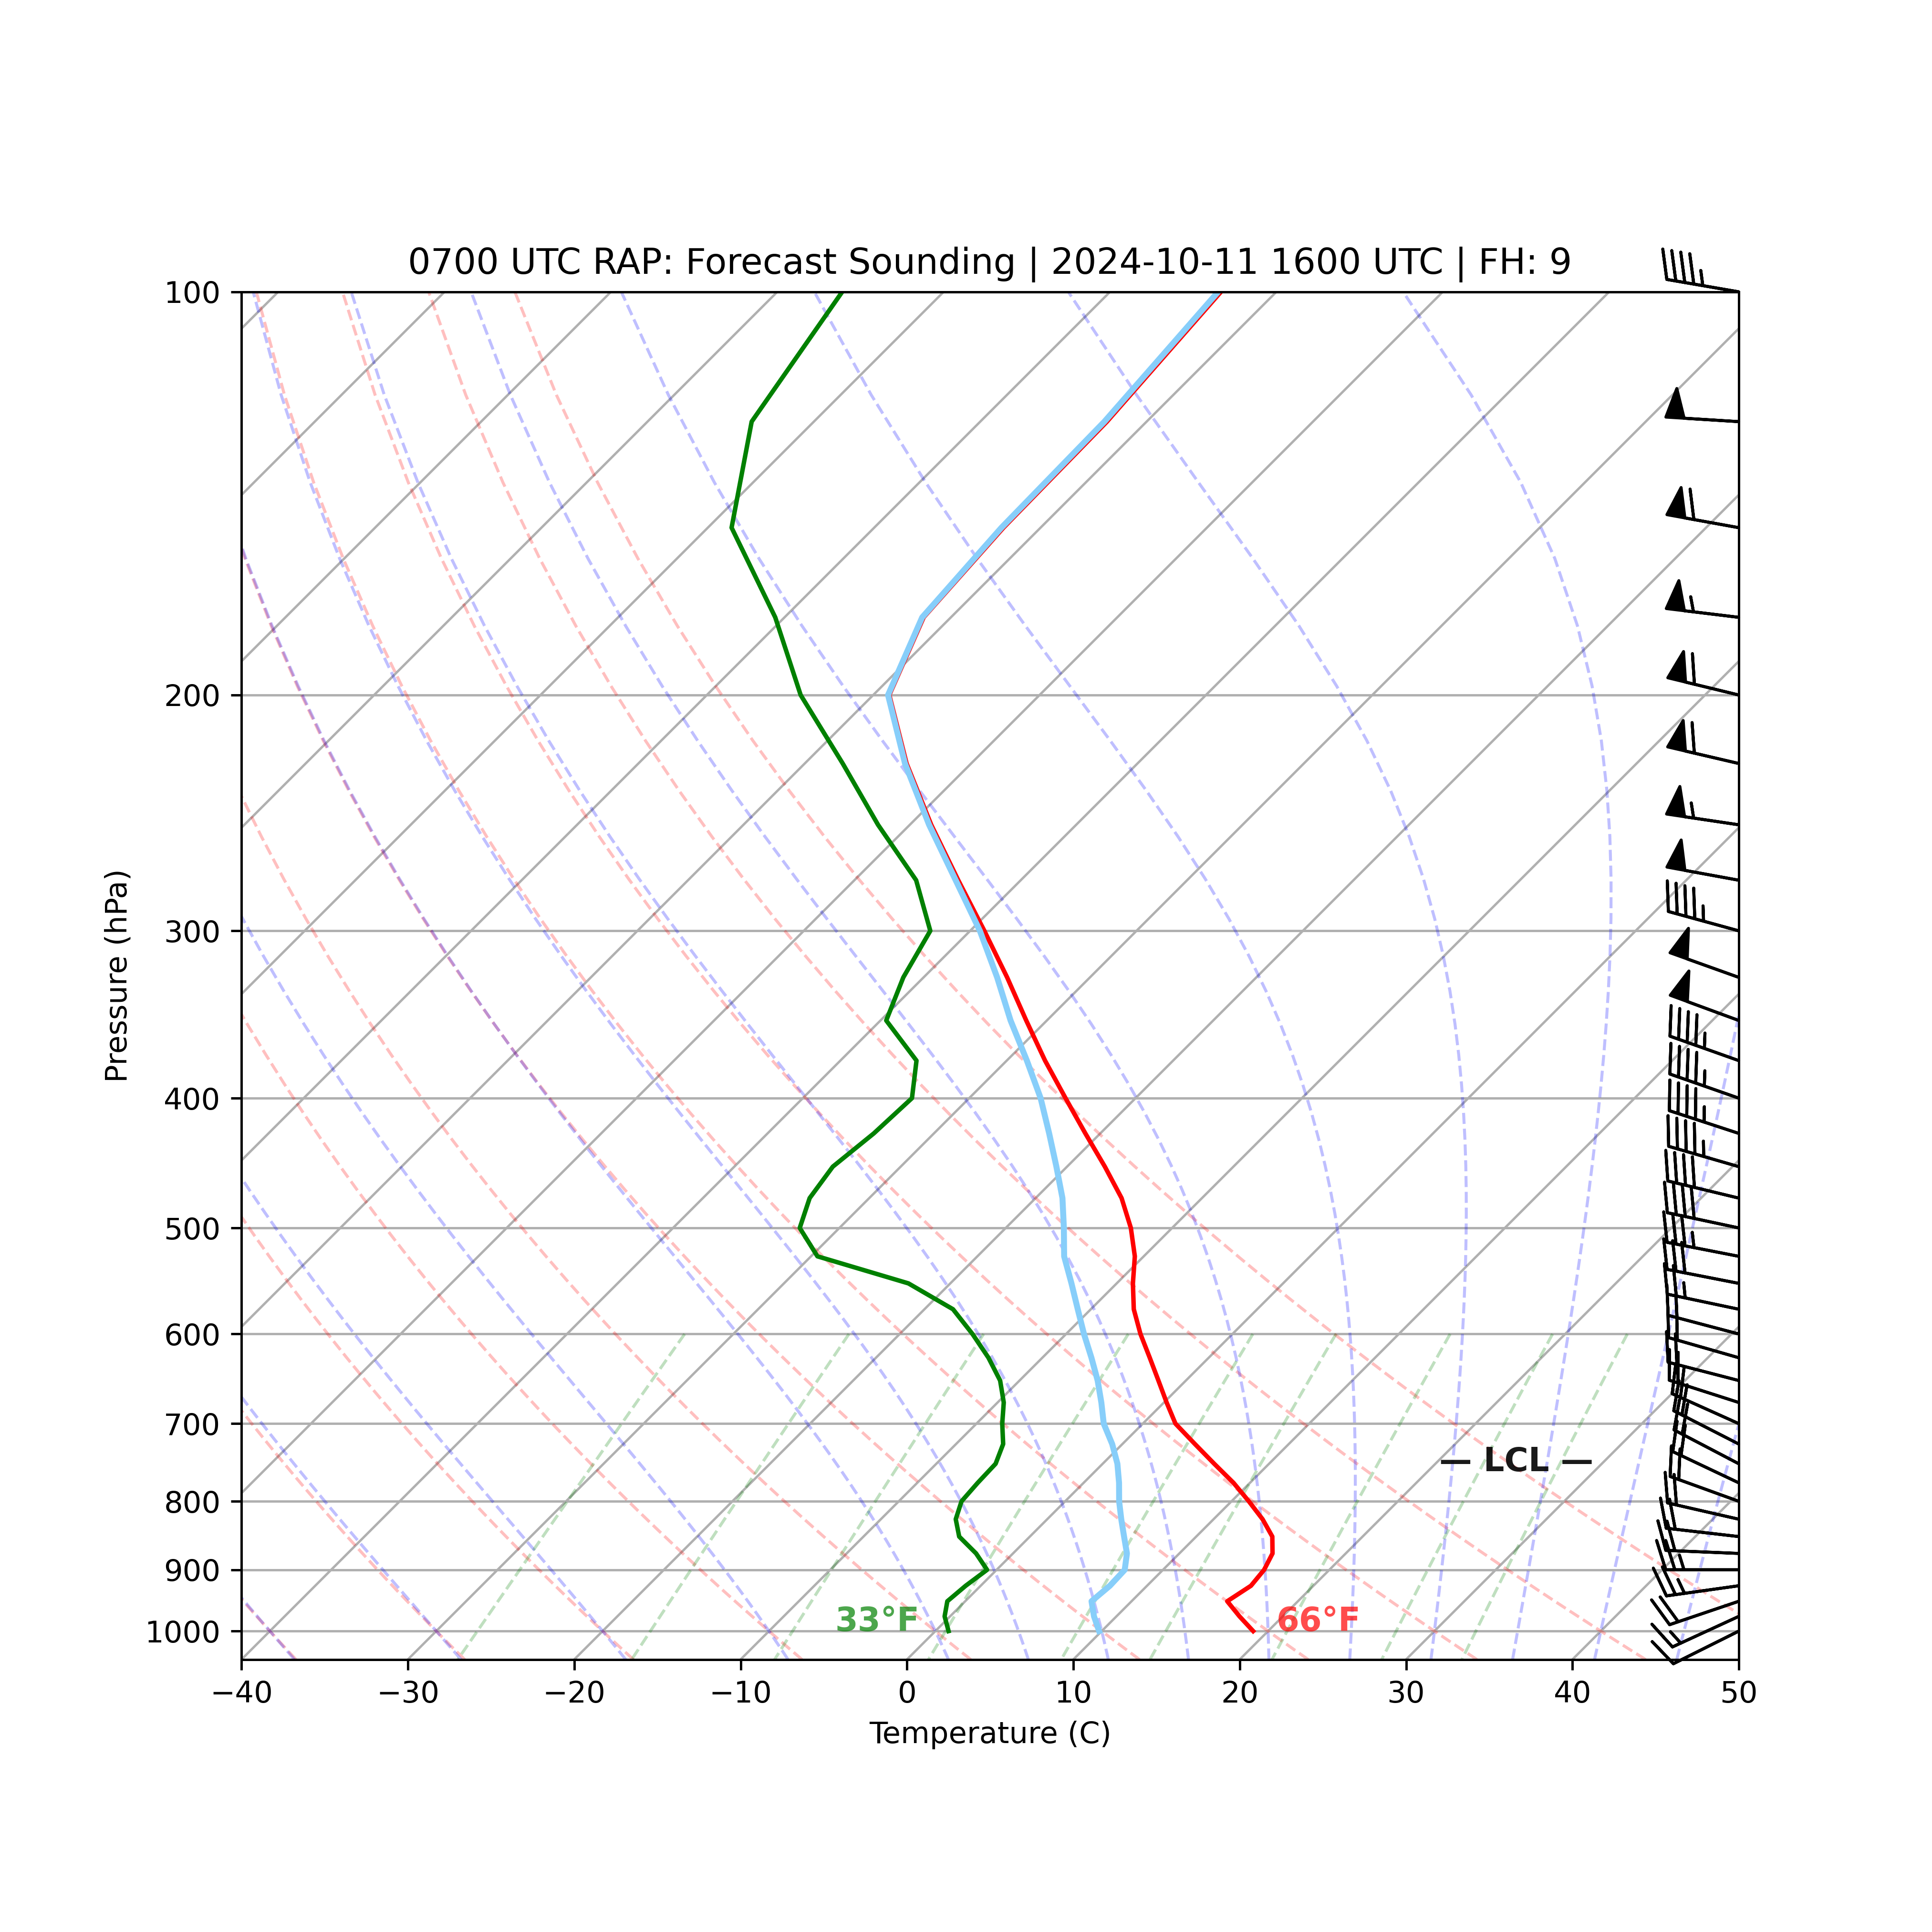 0700 UTC RAP: Forecast Sounding | 2024-10-11 1600 UTC | FH: 9
100
200
300
400
500
600
700
800
900
1000
Pressure (hPa)
— LCL —
33°F
66°F
−40 −30 −20 −10 0 10 20 30 40 50
Temperature (C)